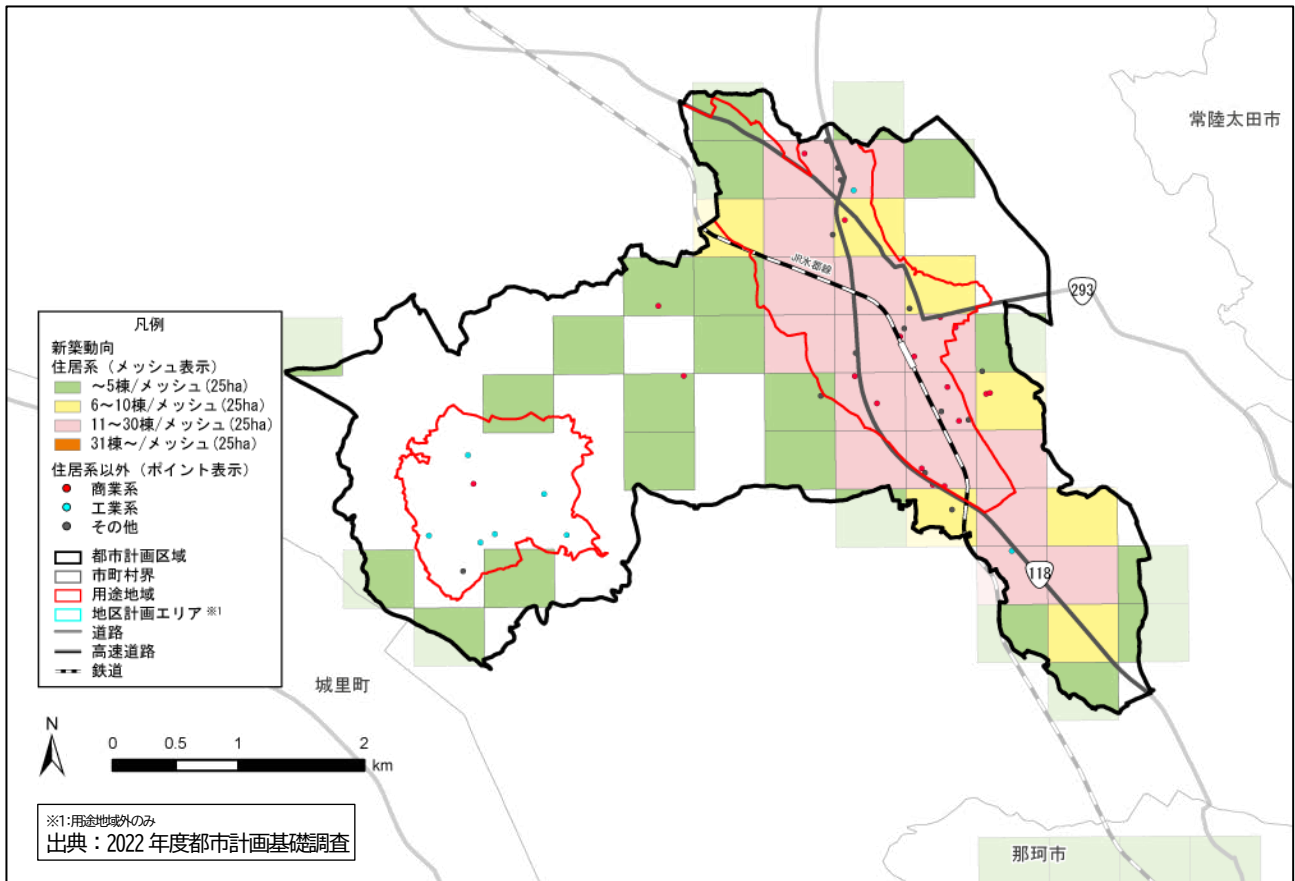 常陸太田市
JR水郡線
293
凡例
新築動向
住居系(メッシュ表示)
～5棟/メッシュ(25ha)
6～10棟/メッシュ(25ha)
11～30棟/メッシュ(25ha)
31棟～/メッシュ(25ha)
住居系以外(ポイント表示)
商業系
工業系
その他
都市計画区域
市町村界
用途地域
地区計画エリア ※1
道路
高速道路
鉄道
118
城里町
N
0 0.5 1 2
km
※1:用途地域外のみ
出典：2022 年度都市計画基礎調査
那珂市